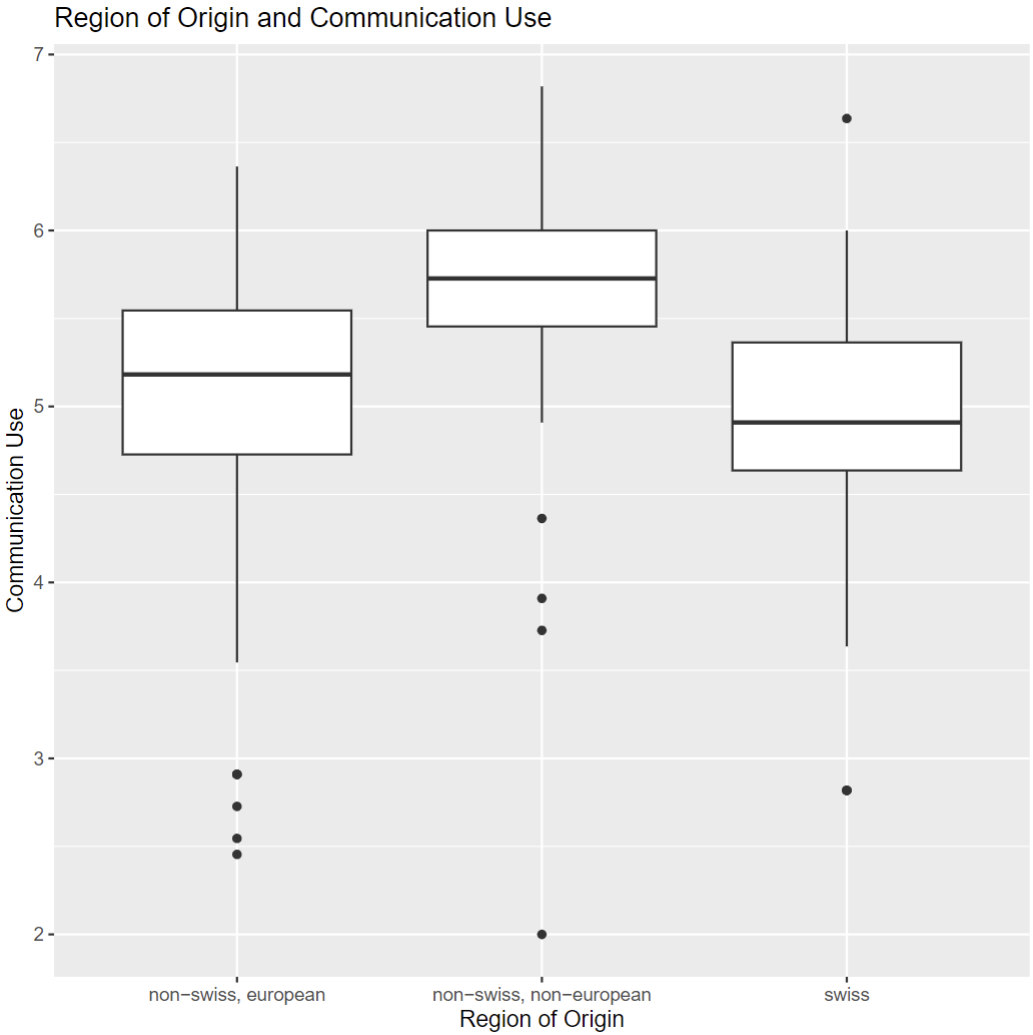 Region of Origin and Communication Use
7
6
5
4
3
2
Communication Use
non−swiss, european
non−swiss, non−european
swiss
Region of Origin